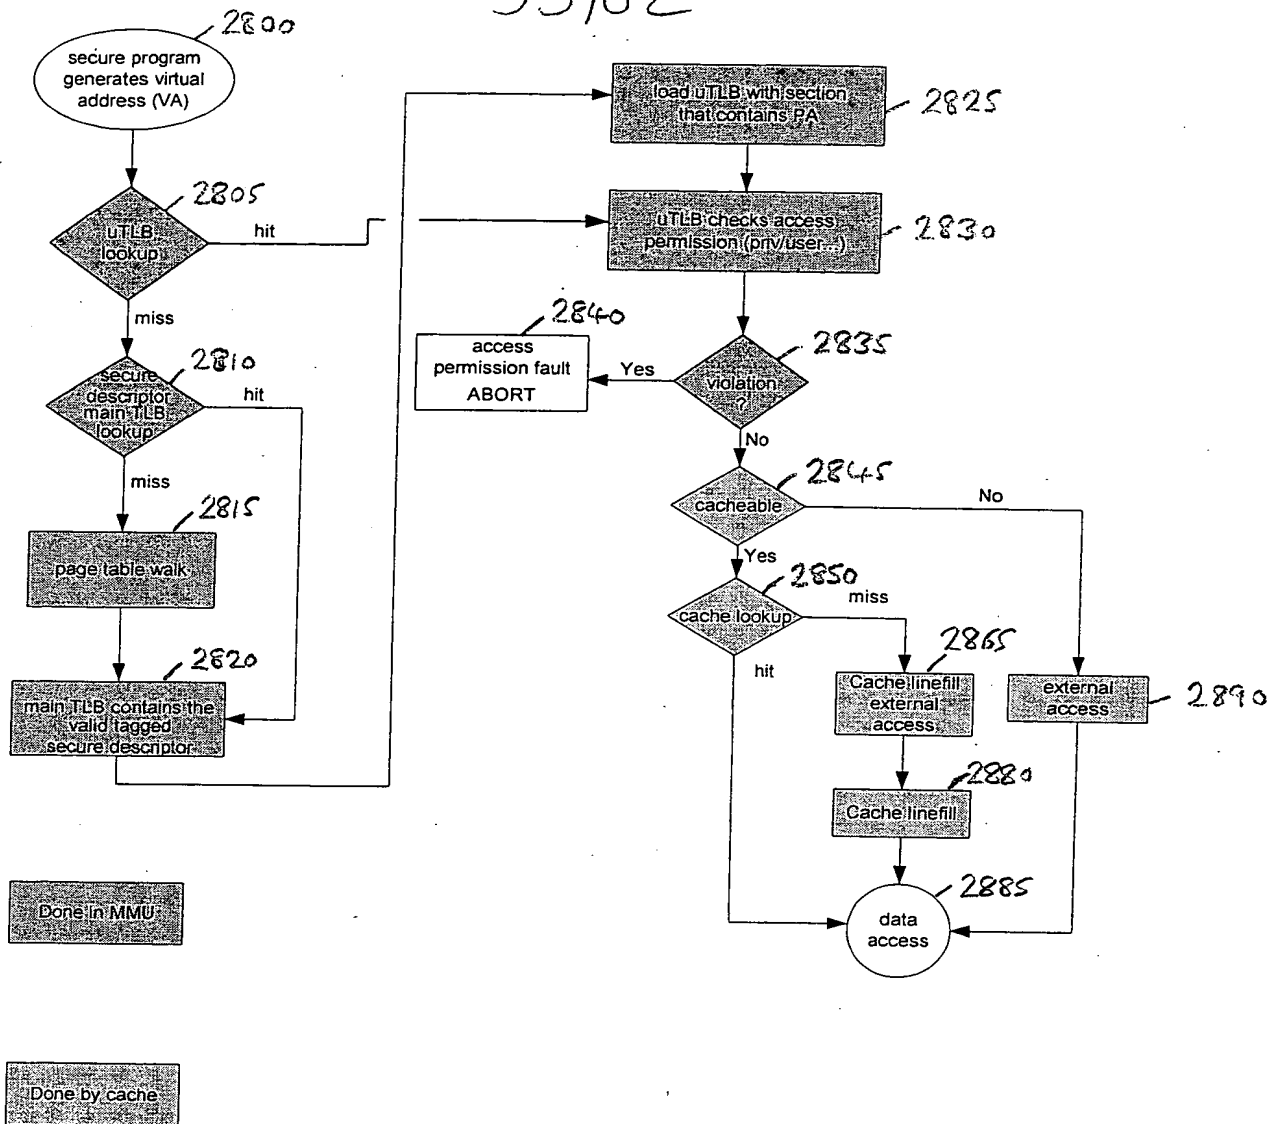 2800
secure program
generates virtual
address (VA)
2805
uTLB
lookup
hit
miss
2810
secure
descriptor
main TLB
lookup
hit
miss
2815
page table walk
2820
main TLB contains the
valid tagged
secure descriptor
load uTLB with section
that contains PA
2825
uTLB checks access
permission (priv/user...)
2830
2840
access
permission fault
ABORT
Yes
2835
violation
?
No
2845
cacheable
No
Yes
2850
cache lookup
miss
hit
2865
Cache linefill
external
access
external
access
2890
2880
Cache linefill
2885
data
access
Done in MMU
Done by cache